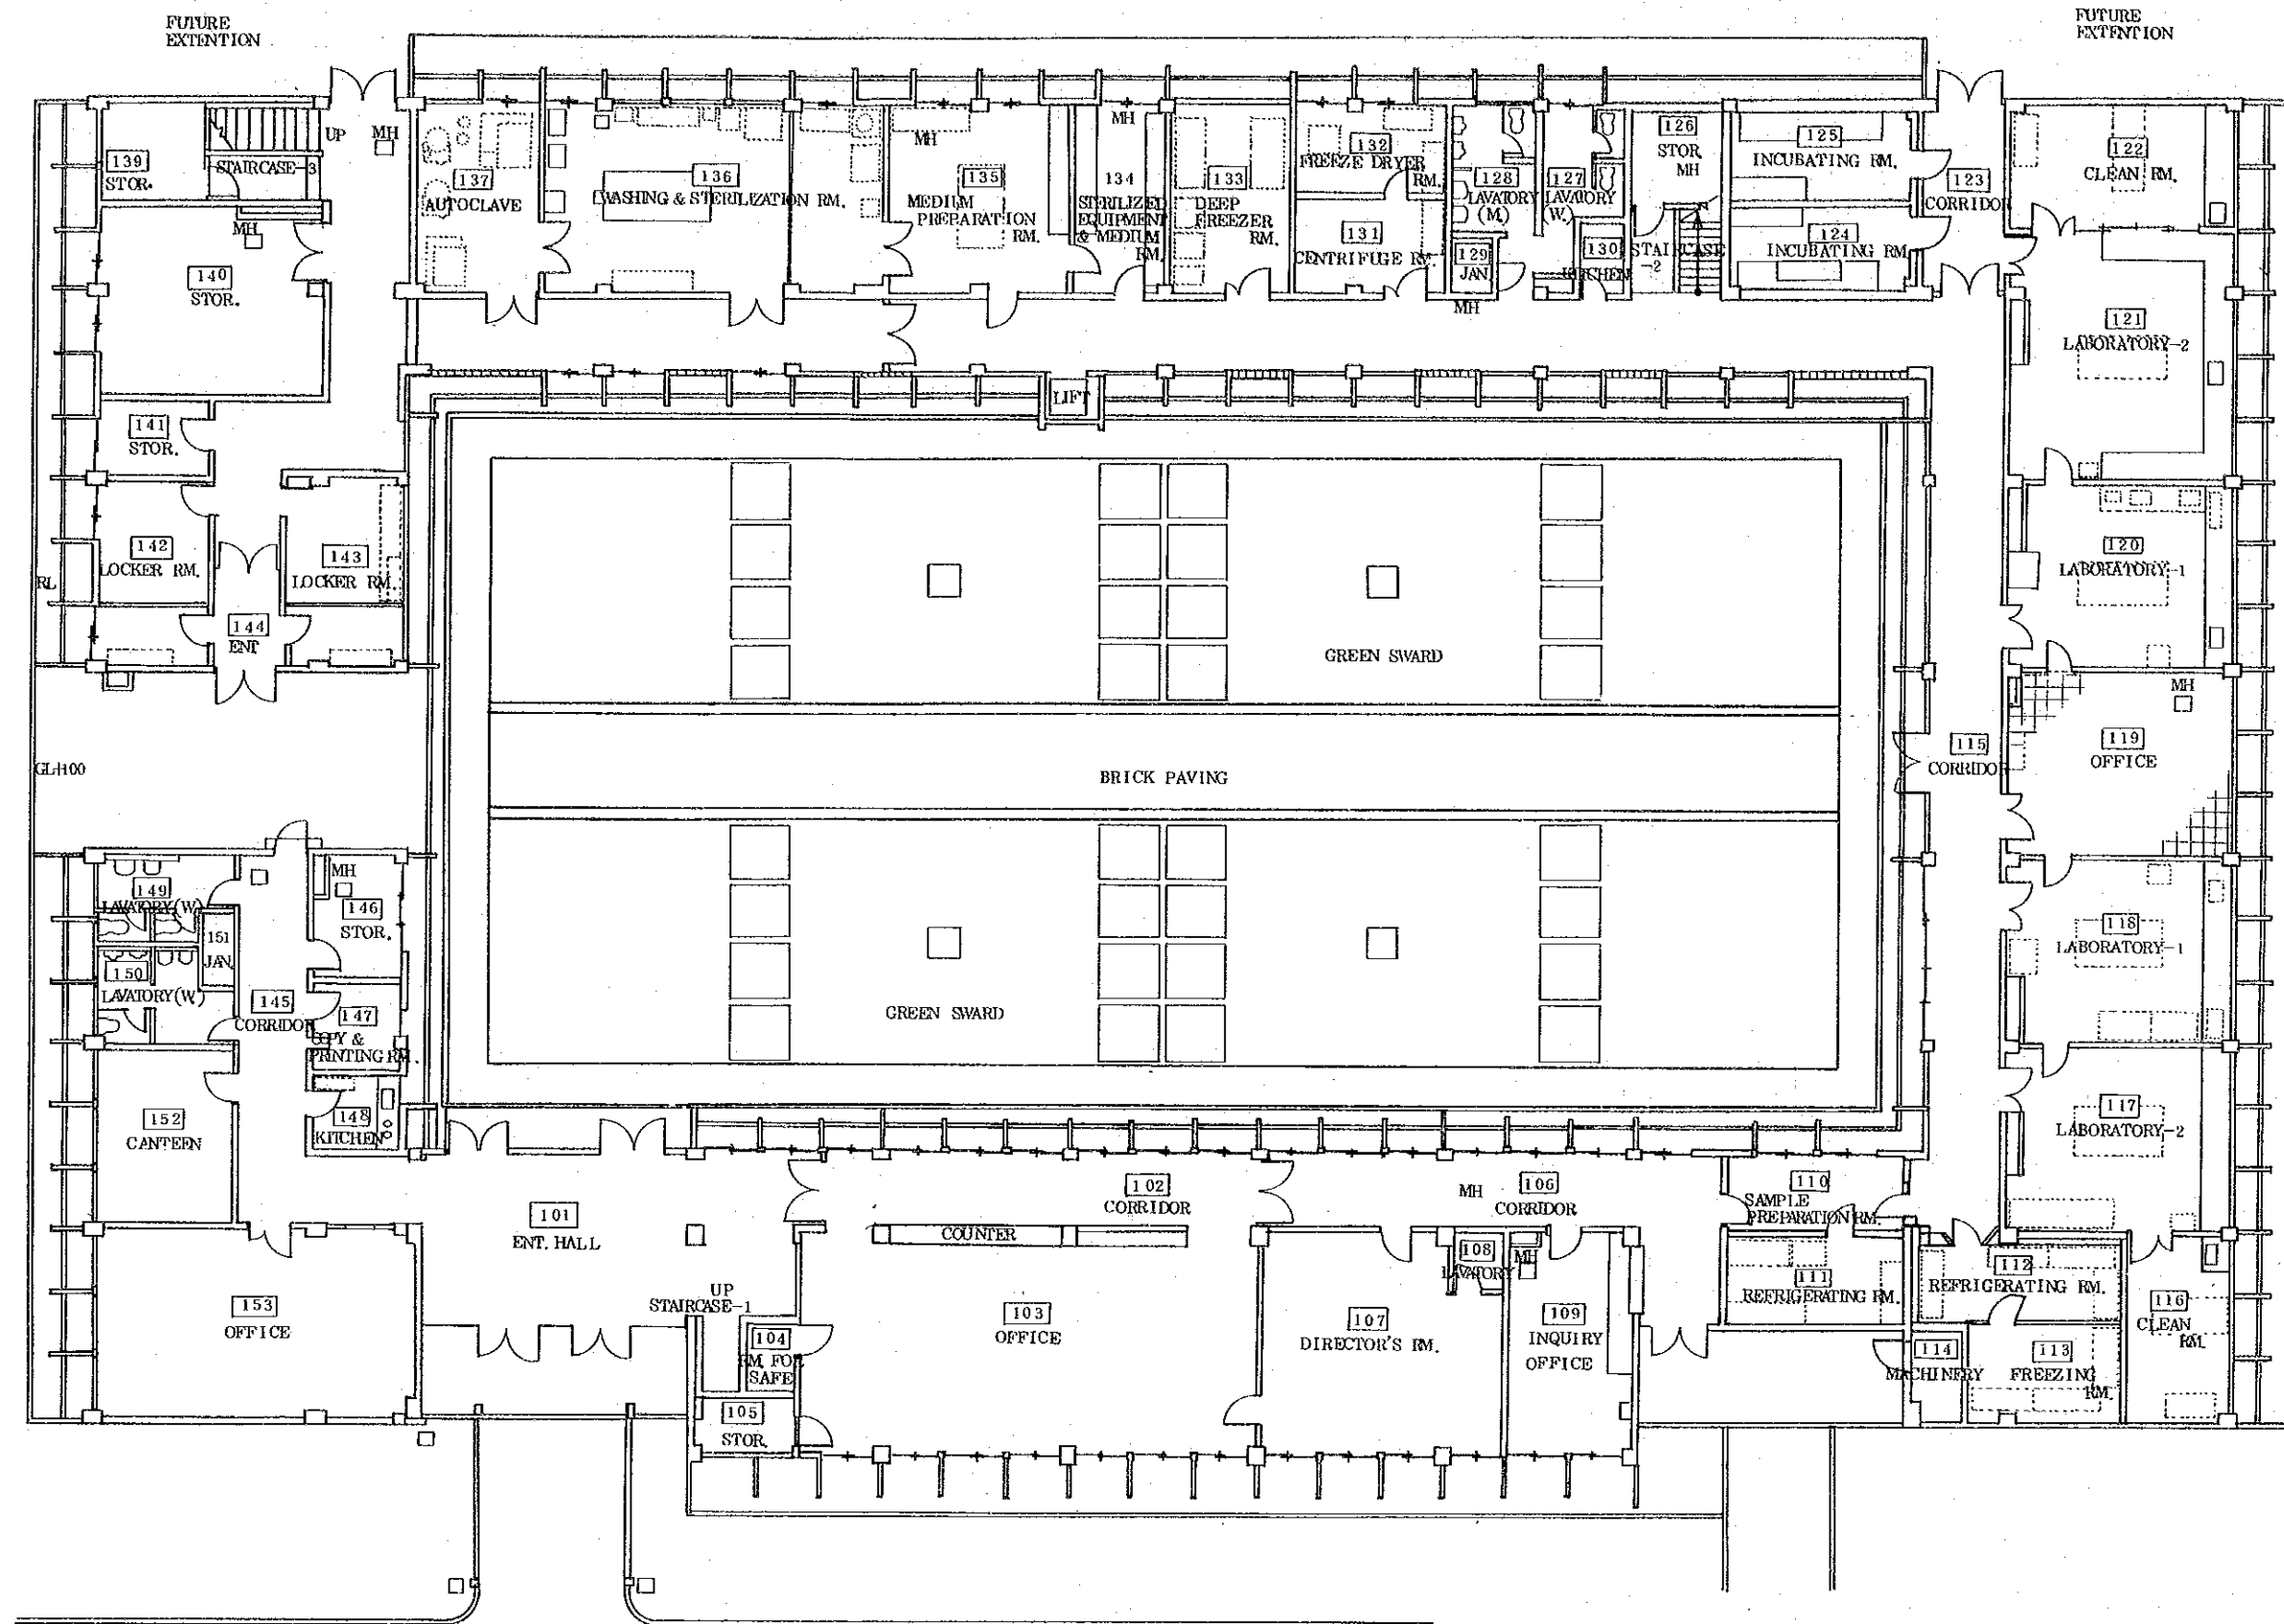 FUTURE
EXTENTION
FUTURE
EXTENTION
139
STOR.
STAIRCASE-3
UP
MH
137
AUTOCLAVE
136
WASHING & STERILIZATION RM.
MH
135
MEDIUM
PREPARATION
RM.
MH
134
STERILIZED
EQUIPMENT
& MEDIUM
RM.
133
DEEP
FREEZER
RM.
132
FREEZE DRYER
RM.
131
CENTRIFUGE RM.
128
LAVATORY
(M.)
127
LAVATORY
(W.)
129
JAN.
130
KITCHEN
MH
126
STOR.
MH
STAIRCASE
-2
125
INCUBATING RM.
124
INCUBATING RM.
123
CORRIDOR
122
CLEAN RM.
MH
140
STOR.
121
LABORATORY-2
LIFT
141
STOR.
142
LOCKER RM.
143
LOCKER RM.
RL
144
ENT
120
LABORATORY-1
GREEN SWARD
MH
119
OFFICE
115
CORRIDOR
GL+100
BRICK PAVING
149
LAVATORY(W.)
MH
146
STOR.
151
JAN.
150
LAVATORY(W.)
145
CORRIDOR
147
COPY &
PRINTING RM.
GREEN SWARD
118
LABORATORY-1
152
CANTEEN
148
KITCHEN
117
LABORATORY-2
101
ENT. HALL
102
CORRIDOR
MH
106
CORRIDOR
110
SAMPLE
PREPARATION RM.
COUNTER
108
LAVATORY
MH
UP
STAIRCASE-1
153
OFFICE
103
OFFICE
104
RM. FOR
SAFE
105
STOR.
107
DIRECTOR'S RM.
109
INQUIRY
OFFICE
111
REFRIGERATING RM.
112
REFRIGERATING RM.
116
CLEAN
RM.
114
MACHINERY
113
FREEZING
RM.